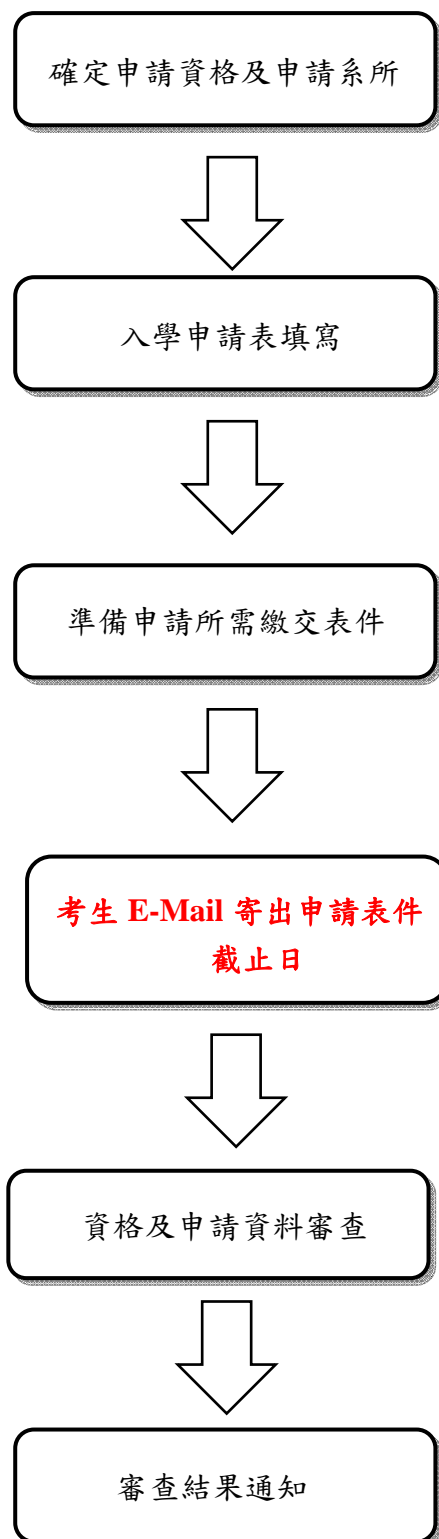 確定申請資格及申請系所
入學申請表填寫
準備申請所需繳交表件
考生 E-Mail 寄出申請表件
截止日
資格及申請資料審查
審查結果通知